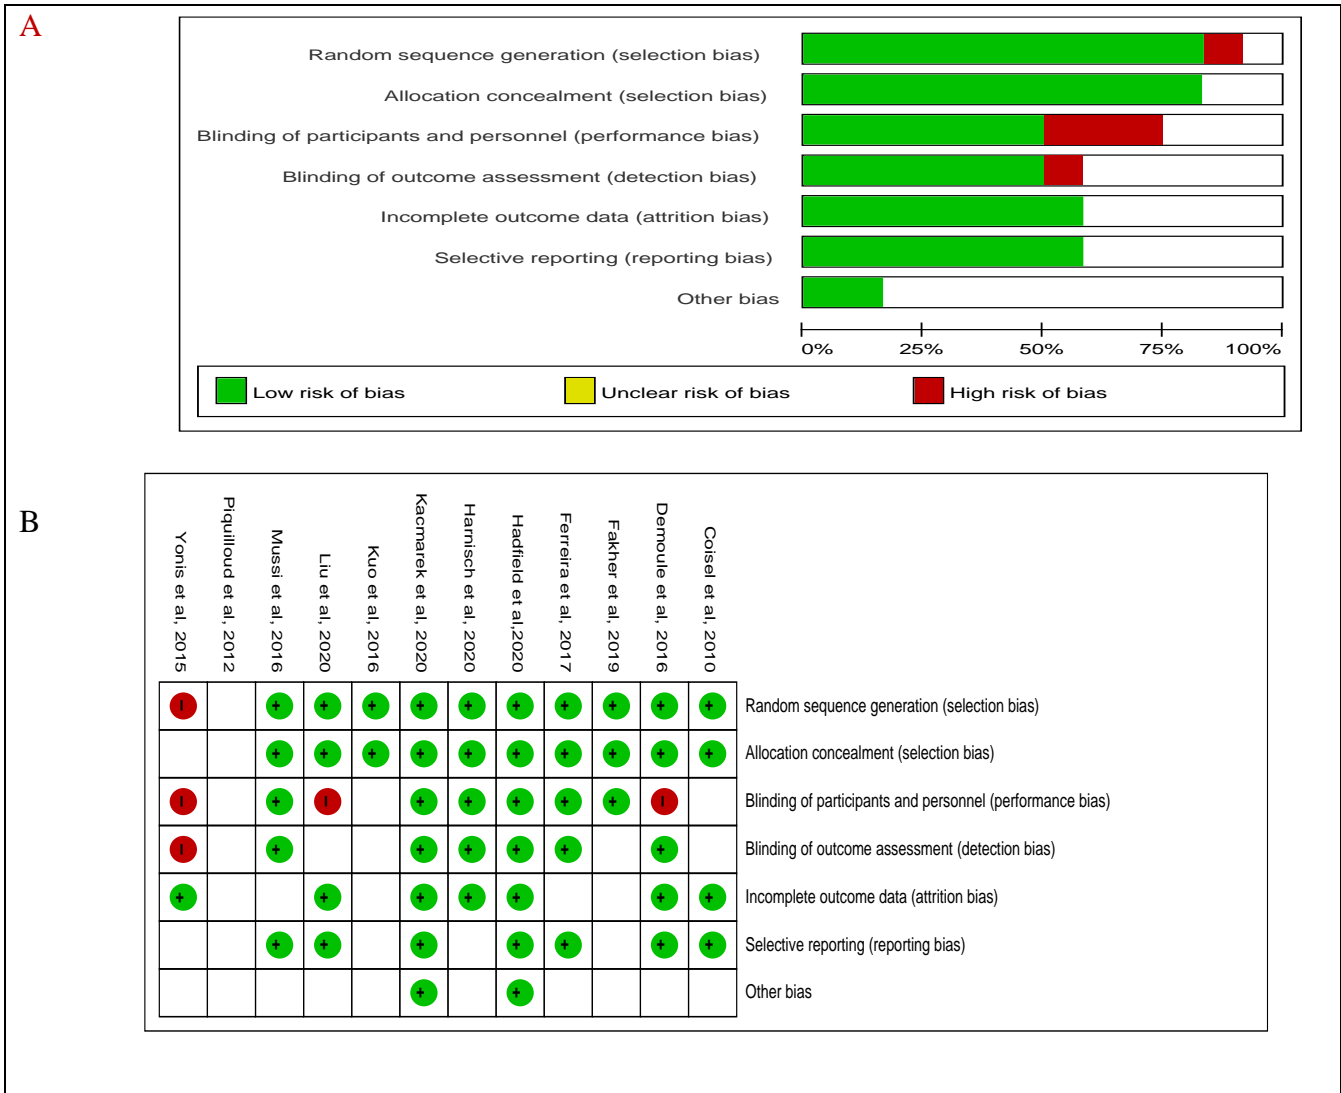 A
Random sequence generation (selection bias)
Allocation concealment (selection bias)
Blinding of participants and personnel (performance bias)
Blinding of outcome assessment (detection bias)
Incomplete outcome data (attrition bias)
Selective reporting (reporting bias)
Other bias
0% 25% 50% 75% 100%
Low risk of bias Unclear risk of bias High risk of bias
B
Yonis et al, 2015
Piquilloud et al, 2012
Mussi et al, 2016
Liu et al, 2020
Kuo et al, 2016
Kacmarek et al, 2020
Harnisch et al, 2020
Hadfield et al,2020
Ferreira et al, 2017
Fakher et al, 2019
Demoule et al, 2016
Coisel et al, 2010
- + + + + + + + + + + Random sequence generation (selection bias)
+ + + + + + + + + + Allocation concealment (selection bias)
- + - + + + + + - Blinding of participants and personnel (performance bias)
- + + + + + + Blinding of outcome assessment (detection bias)
+ + + + + + + Incomplete outcome data (attrition bias)
+ + + + + + + Selective reporting (reporting bias)
+ + Other bias